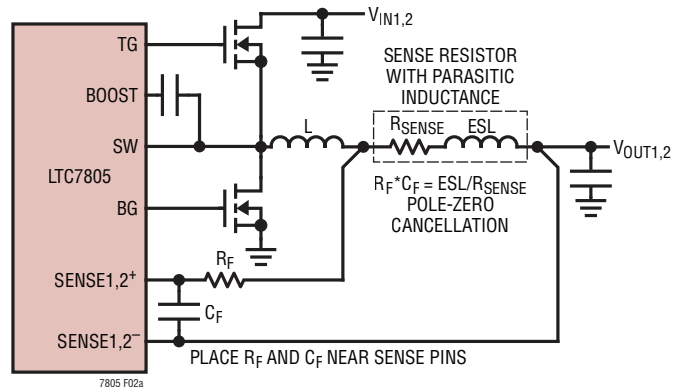 TG
BOOST
SW
LTC7805
BG
SENSE1,2+
SENSE1,2−
VIN1,2
SENSE RESISTOR
WITH PARASITIC
INDUCTANCE
L
RSENSE
ESL
VOUT1,2
RF*CF = ESL/RSENSE
POLE-ZERO
CANCELLATION
RF
CF
PLACE RF AND CF NEAR SENSE PINS
7805 F02a